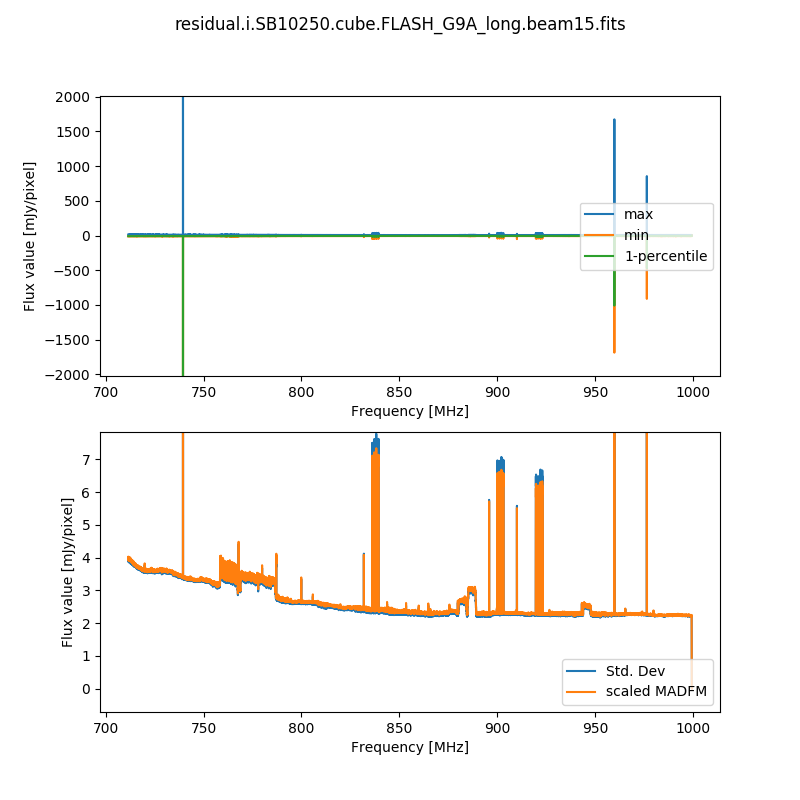 residual.i.SB10250.cube.FLASH_G9A_long.beam15.fits
2000
1500
1000
500
0
−500
−1000
−1500
−2000
Flux value [mJy/pixel]
max
min
1-percentile
700 750 800 850 900 950 1000
Frequency [MHz]
7
6
5
4
3
2
1
0
Flux value [mJy/pixel]
Std. Dev
scaled MADFM
700 750 800 850 900 950 1000
Frequency [MHz]